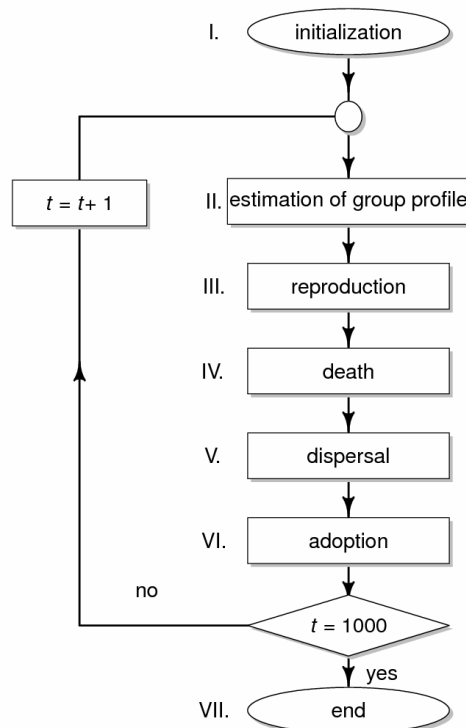 I. initialization
t = t+ 1
II. estimation of group profile
III. reproduction
IV. death
V. dispersal
VI. adoption
no
t = 1000
yes
VII. end